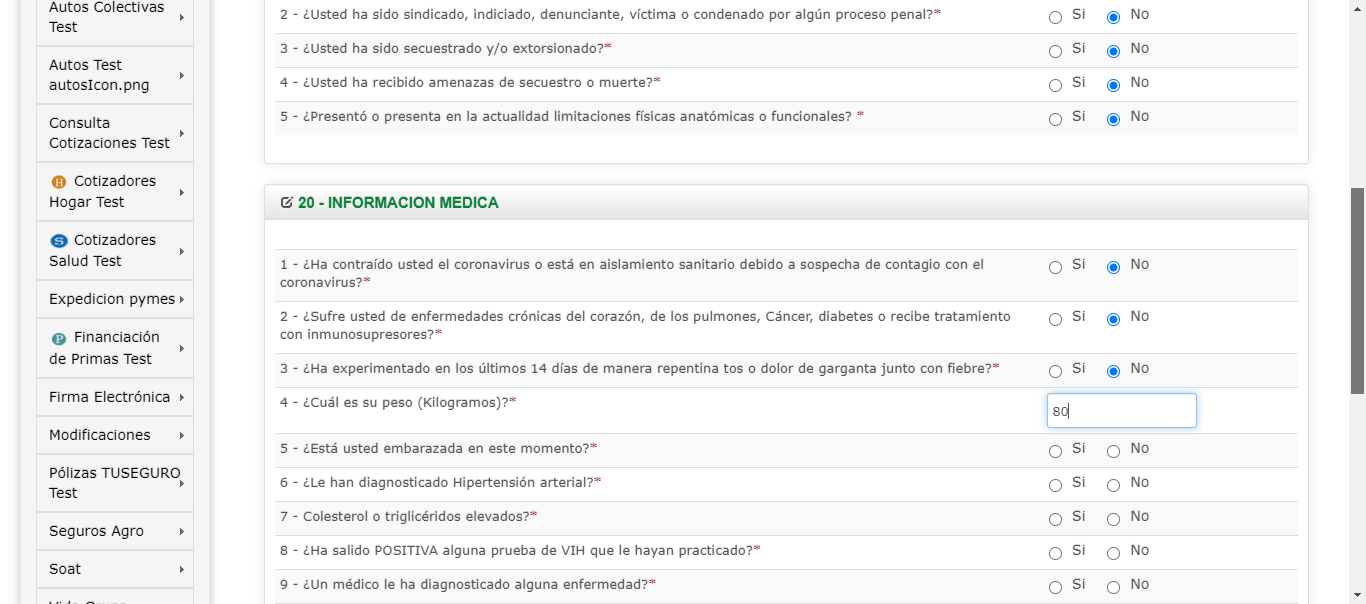 Autos Colectivas
Test
Autos Test
autosIcon.png
Consulta
Cotizaciones Test
H Cotizadores
Hogar Test
S Cotizadores
Salud Test
Expedicion pymes
P Financiación
de Primas Test
Firma Electrónica
Modificaciones
Pólizas TUSEGURO
Test
Seguros Agro
Soat
Vida Grupo
2 - ¿Usted ha sido sindicado, indiciado, denunciante, víctima o condenado por algún proceso penal?* Si No
3 - ¿Usted ha sido secuestrado y/o extorsionado?* Si No
4 - ¿Usted ha recibido amenazas de secuestro o muerte?* Si No
5 - ¿Presentó o presenta en la actualidad limitaciones físicas anatómicas o funcionales? * Si No
20 - INFORMACION MEDICA
1 - ¿Ha contraído usted el coronavirus o está en aislamiento sanitario debido a sospecha de contagio con el Si No
coronavirus?*
2 - ¿Sufre usted de enfermedades crónicas del corazón, de los pulmones, Cáncer, diabetes o recibe tratamiento Si No
con inmunosupresores?*
3 - ¿Ha experimentado en los últimos 14 días de manera repentina tos o dolor de garganta junto con fiebre?* Si No
4 - ¿Cuál es su peso (Kilogramos)?* 80
5 - ¿Está usted embarazada en este momento?* Si No
6 - ¿Le han diagnosticado Hipertensión arterial?* Si No
7 - Colesterol o triglicéridos elevados?* Si No
8 - ¿Ha salido POSITIVA alguna prueba de VIH que le hayan practicado?* Si No
9 - ¿Un médico le ha diagnosticado alguna enfermedad?* Si No